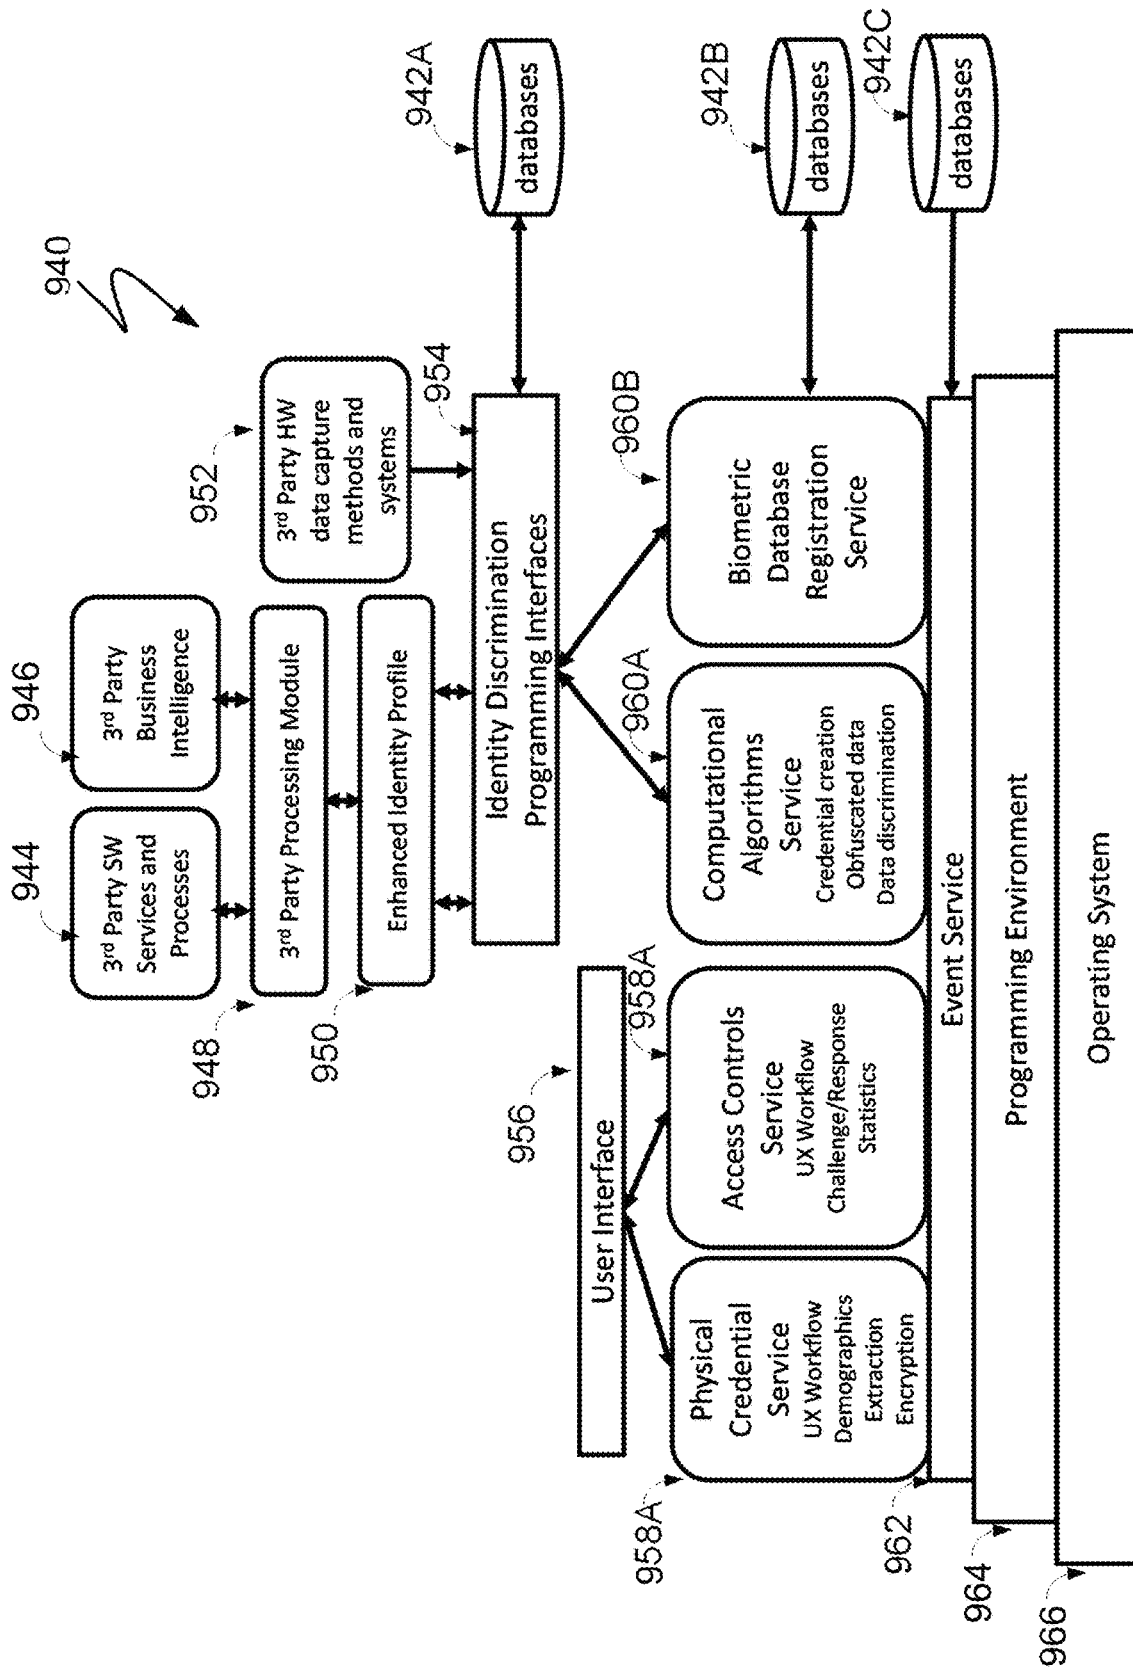 940
944
946
3rd Party SW
Services and
Processes
3rd Party
Business
Intelligence
952
3rd Party HW
data capture
methods and
systems
948
3rd Party Processing Module
950
Enhanced Identity Profile
954
Identity Discrimination
Programming Interfaces
942A
databases
956
User Interface
958A
Physical
Credential
Service
UX Workflow
Demographics
Extraction
Encryption
958A
Access Controls
Service
UX Workflow
Challenge/Response
Statistics
960A
Computational
Algorithms
Service
Credential creation
Obfuscated data
Data discrimination
960B
Biometric
Database
Registration
Service
942B
databases
942C
databases
962
Event Service
964
Programming Environment
966
Operating System